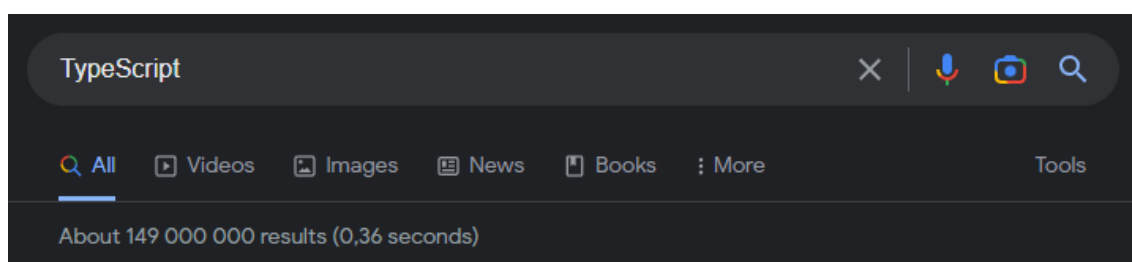 TypeScript
All Videos Images News Books More Tools
About 149 000 000 results (0,36 seconds)